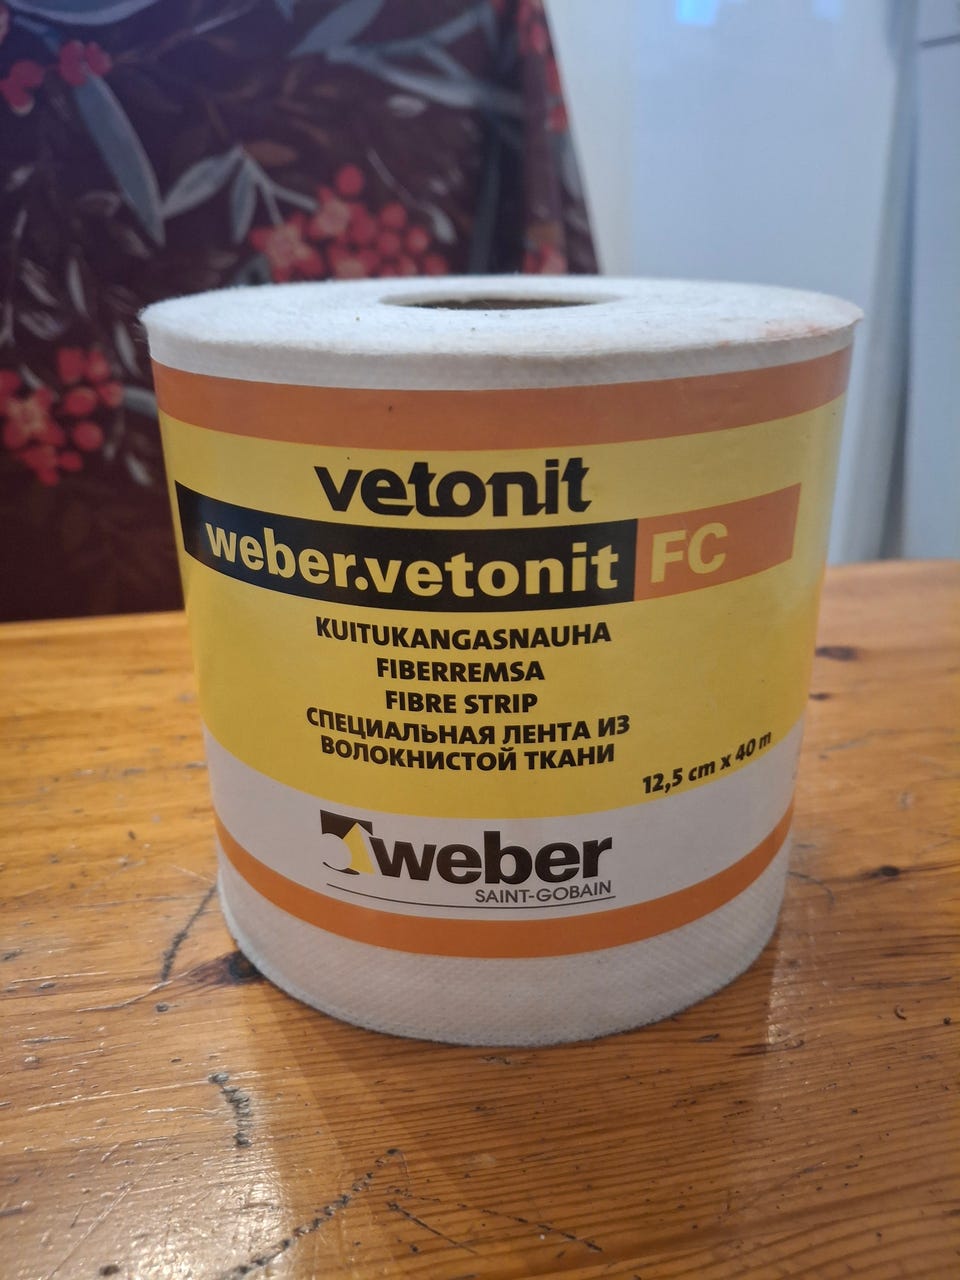 vetonit
weber.vetonit FC
KUITUKANGASNAUHA
FIBERREMSA
FIBRE STRIP
СПЕЦИАЛЬНАЯ ЛЕНТА ИЗ
ВОЛОКНИСТОЙ ТКАНИ
12,5 cm x 40 m
weber
SAINT-GOBAIN